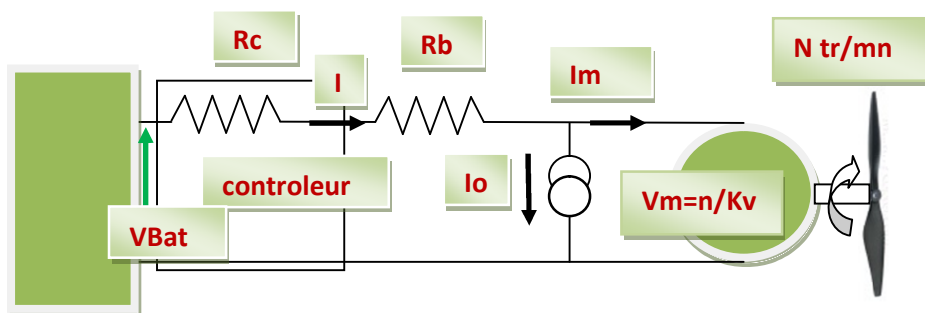 Rc
Rb
N tr/mn
I
Im
controleur
Io
Vm=n/Kv
VBat